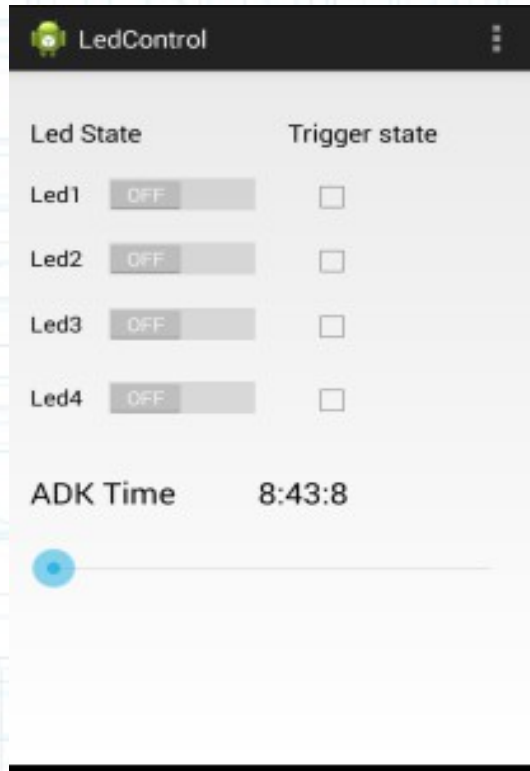 LedControl
Led State Trigger state
Led1 OFF
Led2 OFF
Led3 OFF
Led4 OFF
ADK Time 8:43:8